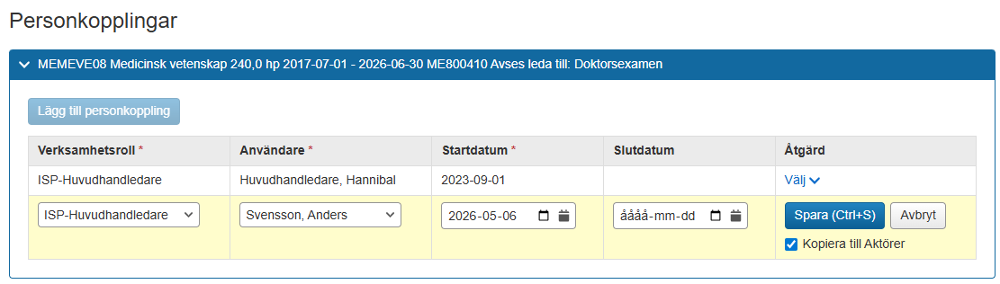 Personkopplingar
MEMEVE08 Medicinsk vetenskap 240,0 hp 2017-07-01 - 2026-06-30 ME800410 Avses leda till: Doktorsexamen
Lägg till personkoppling
Verksamhetsroll * Användare * Startdatum * Slutdatum Åtgärd
ISP-Huvudhandledare Huvudhandledare, Hannibal 2023-09-01 Välj
ISP-Huvudhandledare Svensson, Anders 2026-05-06 åååå-mm-dd Spara (Ctrl+S) Avbryt
Kopiera till Aktörer